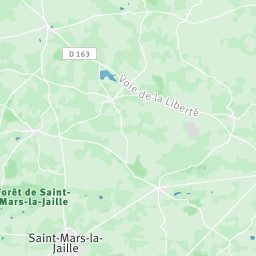 D 163
Voie de la Liberté
Forêt de Saint-
Mars-la-Jaille
Saint-Mars-la-
Jaille